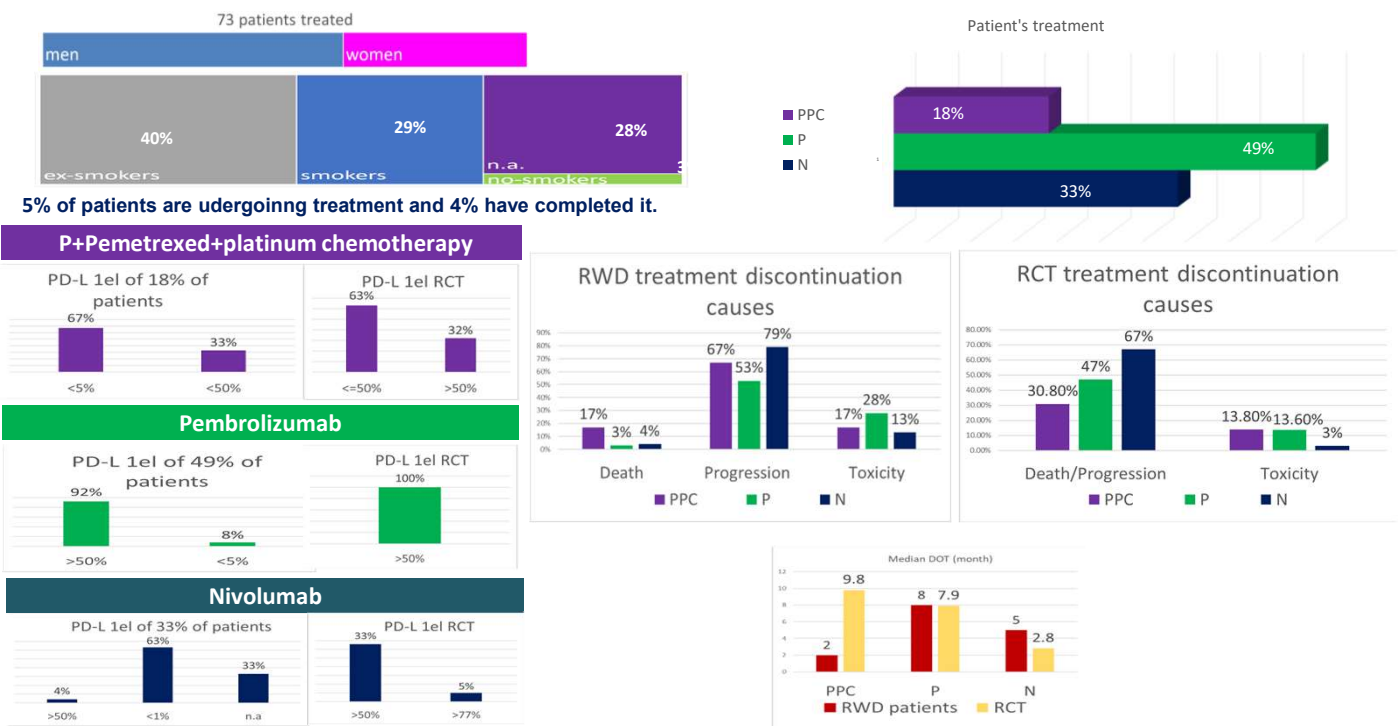 73 patients treated
men
women
40%
29%
28%
3
ex-smokers
smokers
n.a.
no-smokers
5% of patients are udergoinng treatment and 4% have completed it.
Patient's treatment
PPC
P
N
18%
49%
33%
P+Pemetrexed+platinum chemotherapy
PD-L 1el of 18% of
patients
67%
33%
<5%
<50%
PD-L 1el RCT
63%
32%
<=50%
>50%
Pembrolizumab
PD-L 1el of 49% of
patients
92%
8%
>50%
<5%
PD-L 1el RCT
100%
>50%
Nivolumab
PD-L 1el of 33% of patients
4%
63%
33%
>50%
<1%
n.a
PD-L 1el RCT
33%
5%
>50%
>77%
RWD treatment discontinuation
causes
90%
80%
70%
60%
50%
40%
30%
20%
10%
0%
17%
3%
4%
67%
53%
79%
17%
28%
13%
Death
Progression
Toxicity
PPC
P
N
RCT treatment discontinuation
causes
80.00%
70.00%
60.00%
50.00%
40.00%
30.00%
20.00%
10.00%
0.00%
30.80%
47%
67%
13.80%
13.60%
3%
Death/Progression
Toxicity
PPC
P
N
Median DOT (month)
12
10
8
6
4
2
0
2
9.8
8
7.9
5
2.8
PPC
P
N
RWD patients
RCT